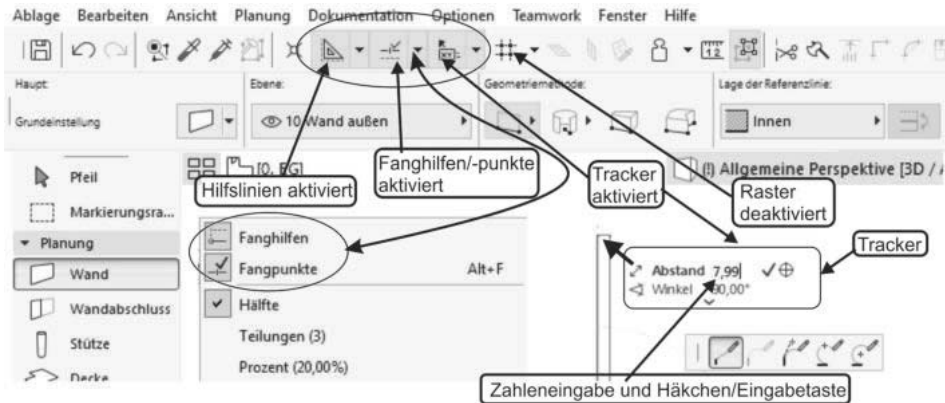 Ablage Bearbeiten Ansicht Planung Dokumentation Optionen Teamwork Fenster Hilfe
Haupt:
Ebene:
Geometriemethode:
Lage der Referenzlinie:
Grundeinstellung
10 Wand außen
Innen
[0. EG]
(!) Allgemeine Perspektive [3D /
Hilfslinien aktiviert
Fanghilfen/-punkte
aktiviert
Tracker
aktiviert
Raster
deaktiviert
Pfeil
Markierungsra...
Planung
Wand
Wandabschluss
Stütze
Decke
Fanghilfen
Fangpunkte Alt+F
Hälfte
Teilungen (3)
Prozent (20,00%)
Tracker
Abstand 7,99
Winkel 90,00°
Zahleneingabe und Häkchen/Eingabetaste